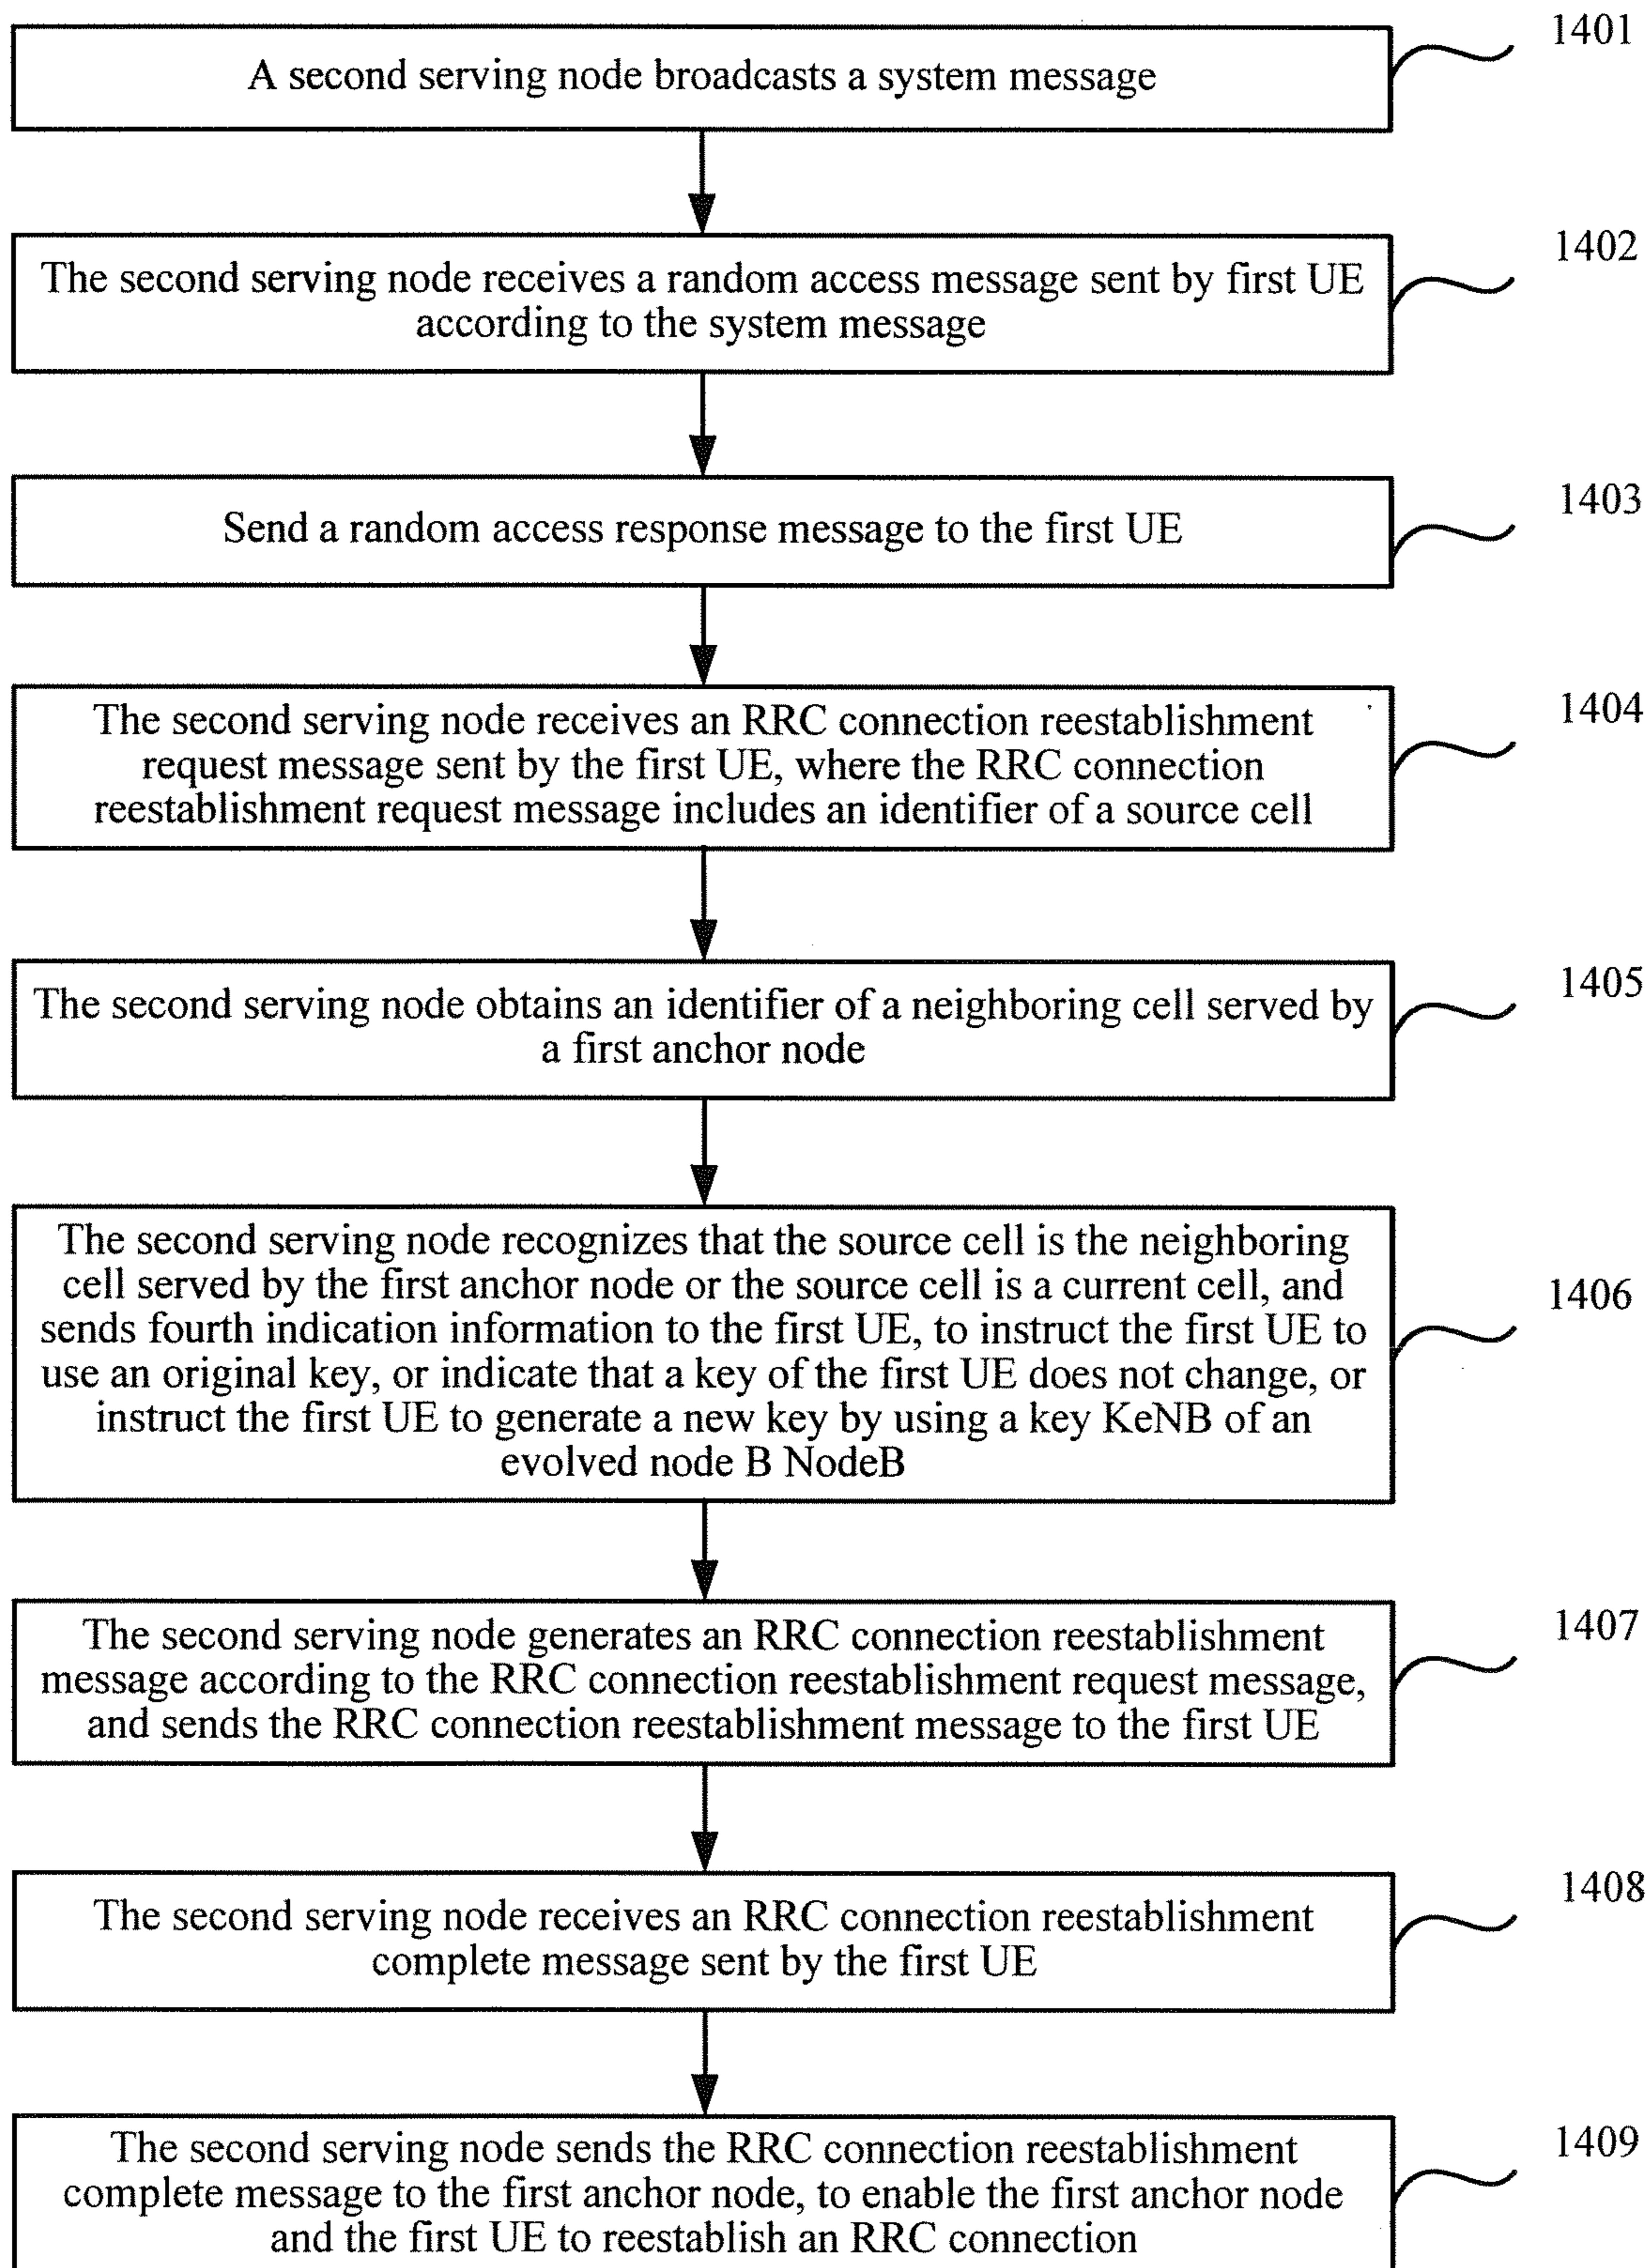 1401
A second serving node broadcasts a system message
1402
The second serving node receives a random access message sent by first UE
according to the system message
1403
Send a random access response message to the first UE
1404
The second serving node receives an RRC connection reestablishment
request message sent by the first UE, where the RRC connection
reestablishment request message includes an identifier of a source cell
1405
The second serving node obtains an identifier of a neighboring cell served by
a first anchor node
The second serving node recognizes that the source cell is the neighboring
cell served by the first anchor node or the source cell is a current cell, and
1406
sends fourth indication information to the first UE, to instruct the first UE to
use an original key, or indicate that a key of the first UE does not change, or
instruct the first UE to generate a new key by using a key KeNB of an
evolved node B NodeB
1407
The second serving node generates an RRC connection reestablishment
message according to the RRC connection reestablishment request message,
and sends the RRC connection reestablishment message to the first UE
1408
The second serving node receives an RRC connection reestablishment
complete message sent by the first UE
1409
The second serving node sends the RRC connection reestablishment
complete message to the first anchor node, to enable the first anchor node
and the first UE to reestablish an RRC connection